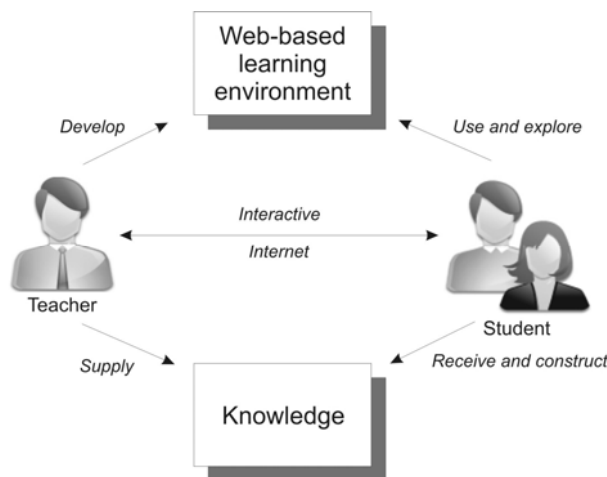 Web-based
learning
environment
Develop
Use and explore
Interactive
Internet
Teacher
Student
Supply
Receive and construct
Knowledge